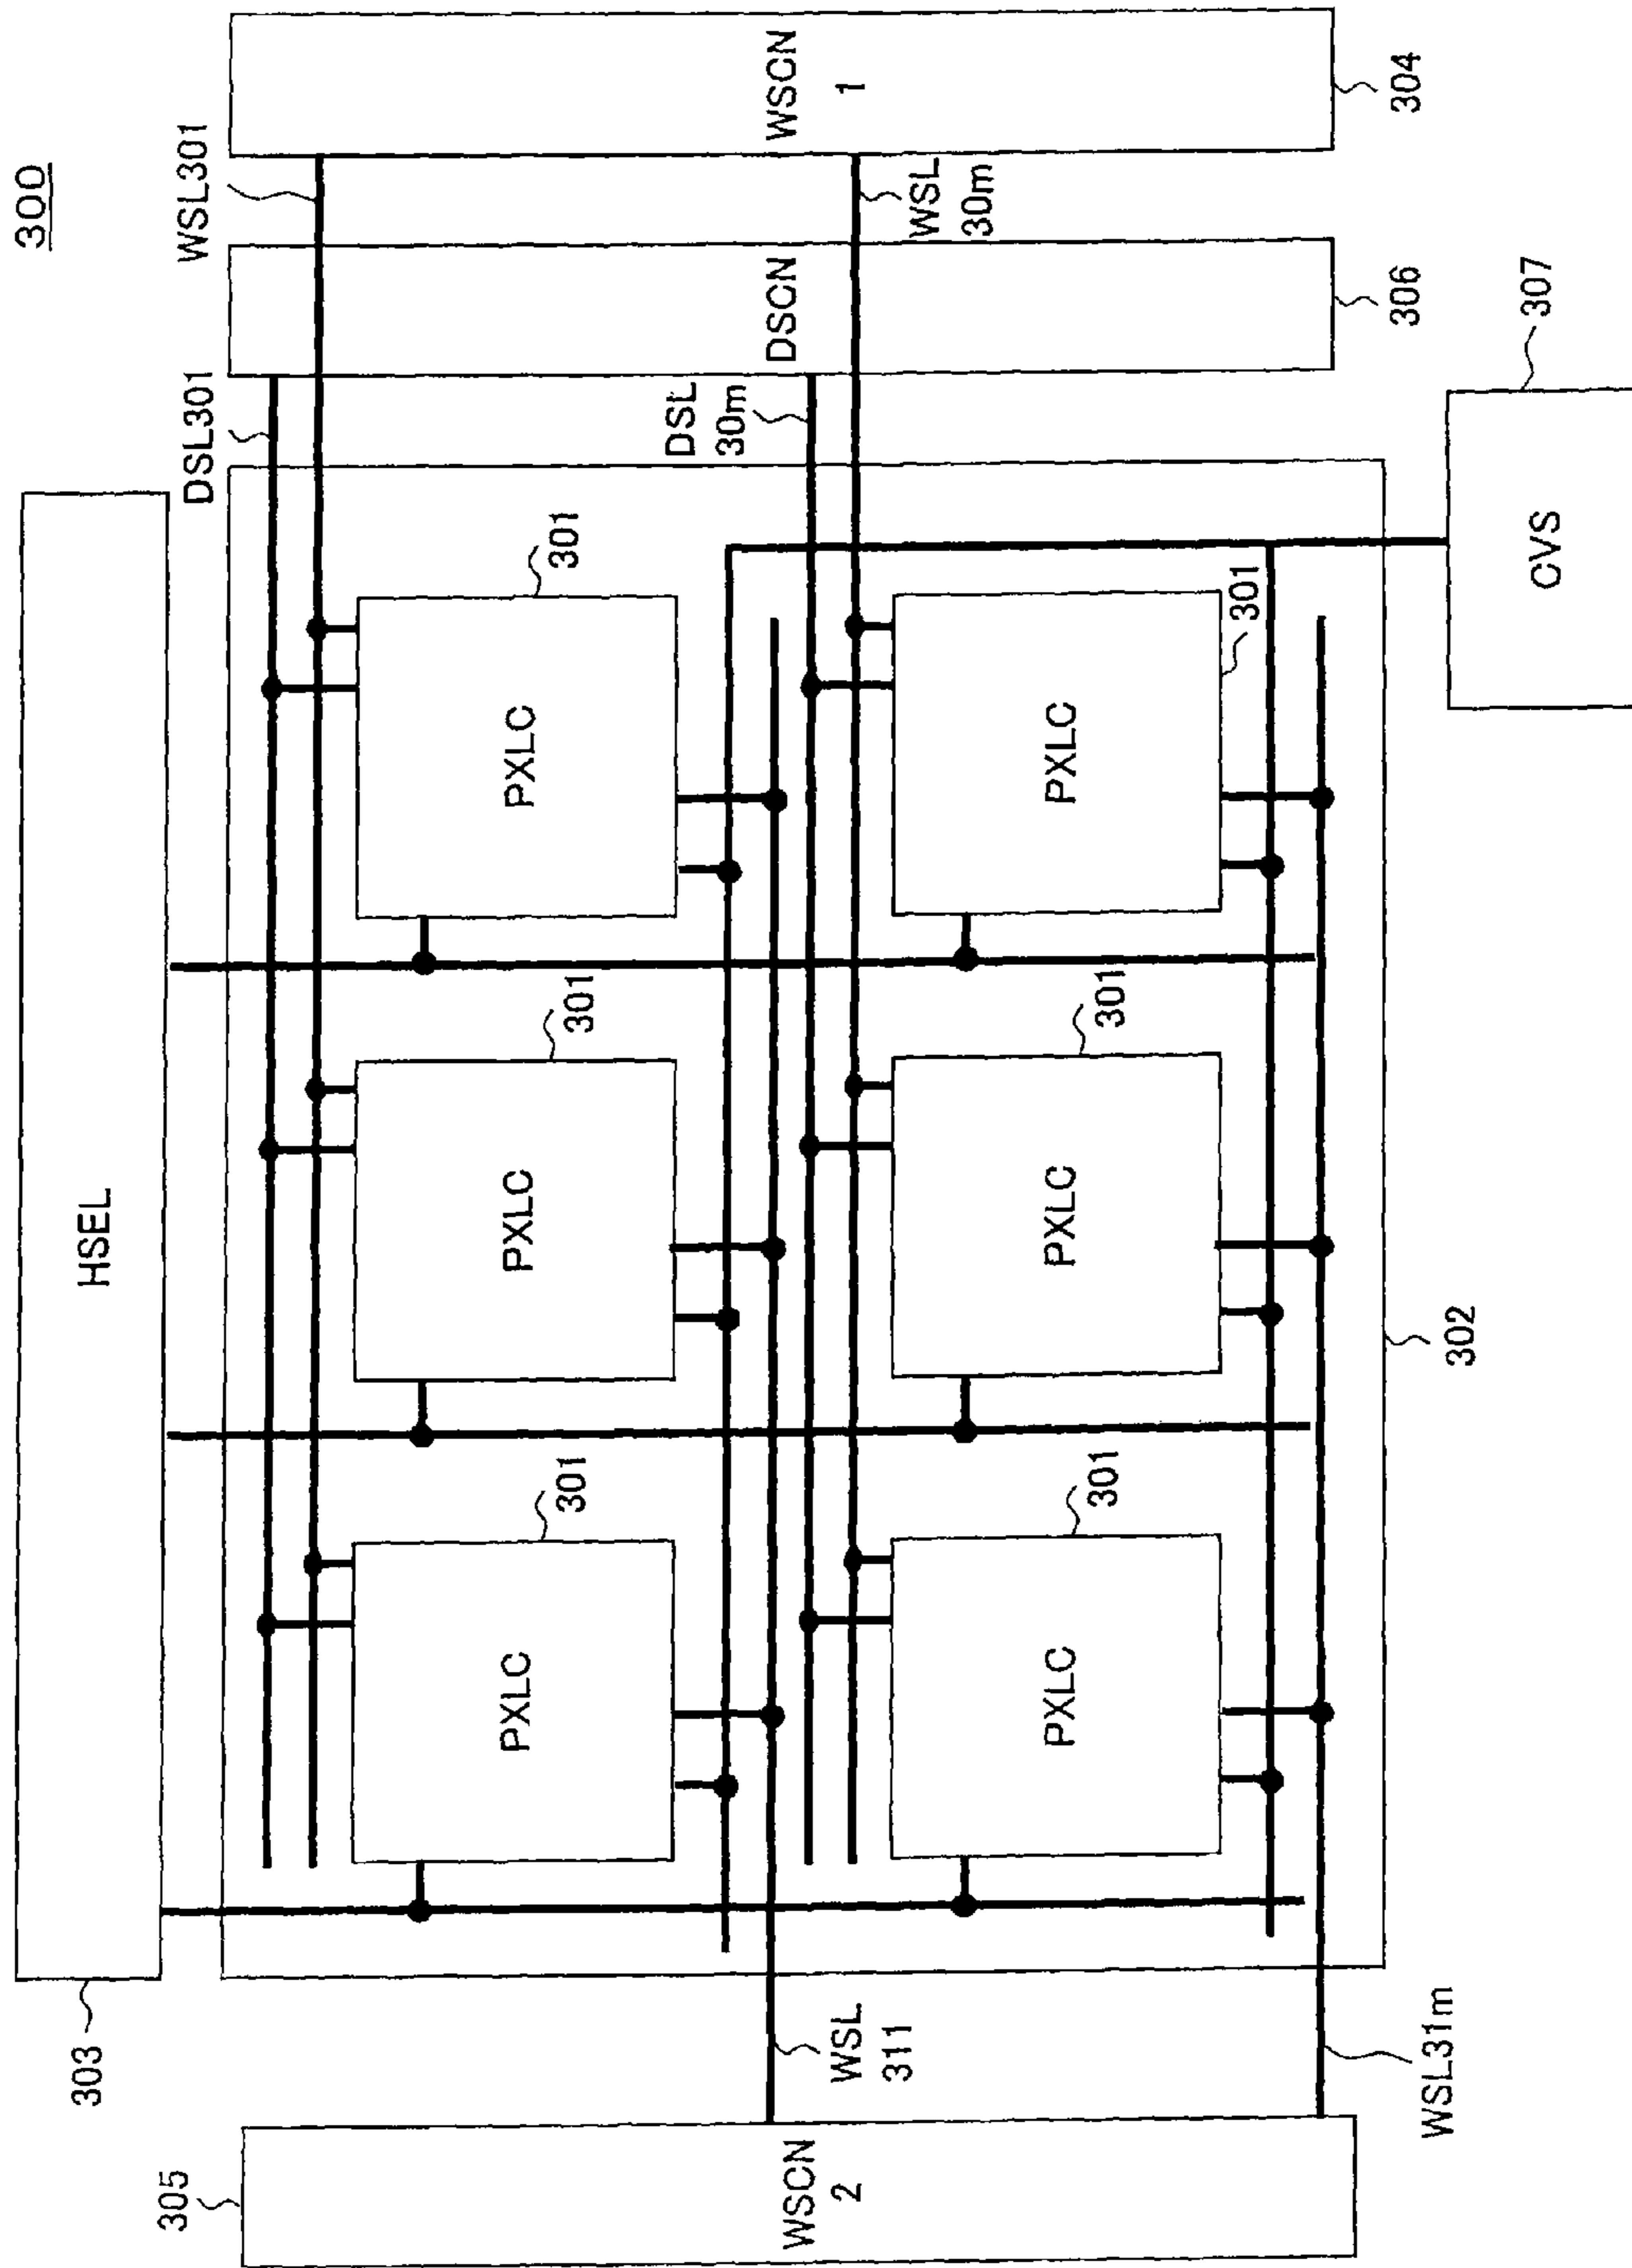 300
303
HSEL
305
WSCN
2
WSL
311
WSL31m
DSL301
WSL301
301
PXLC
301
PXLC
301
PXLC
DSL
30m
WSL
30m
301
PXLC
301
PXLC
301
PXLC
302
DSCN
306
WSCN
1
304
CVS
307